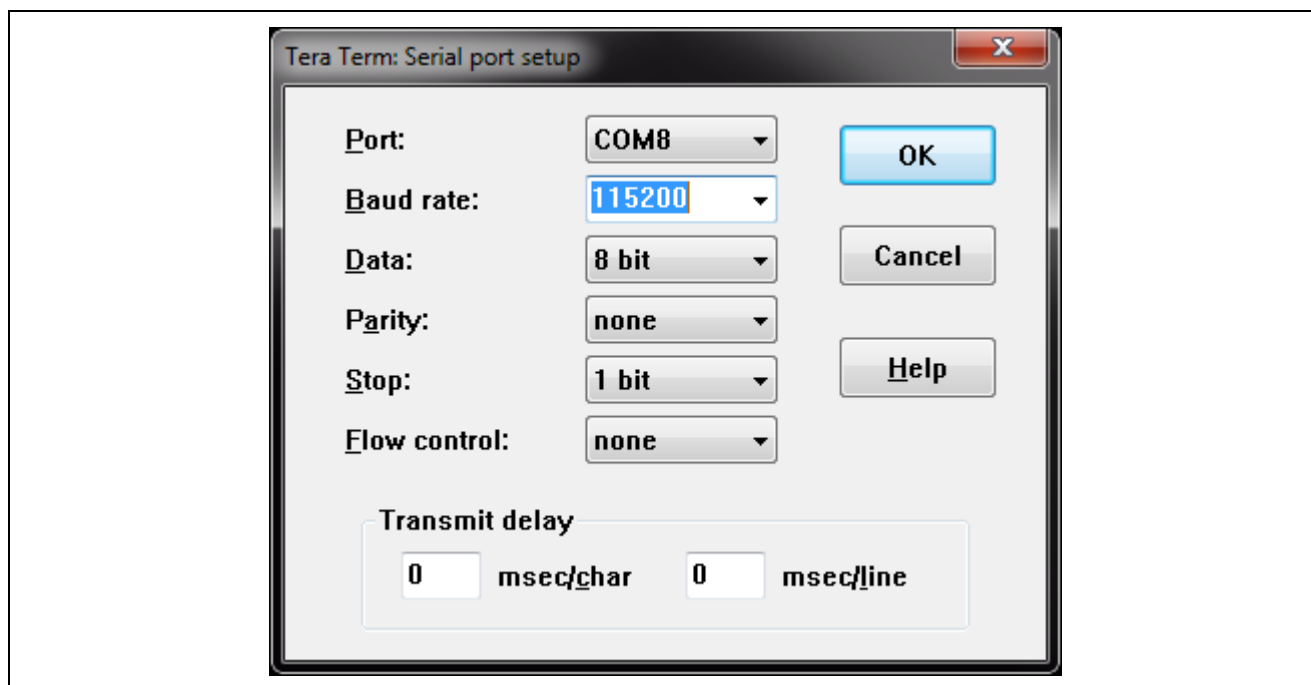 Tera Term: Serial port setup
Port: COM8
OK
Baud rate: 115200
Data: 8 bit
Cancel
Parity: none
Stop: 1 bit
Help
Flow control: none
Transmit delay
0 msec/char 0 msec/line